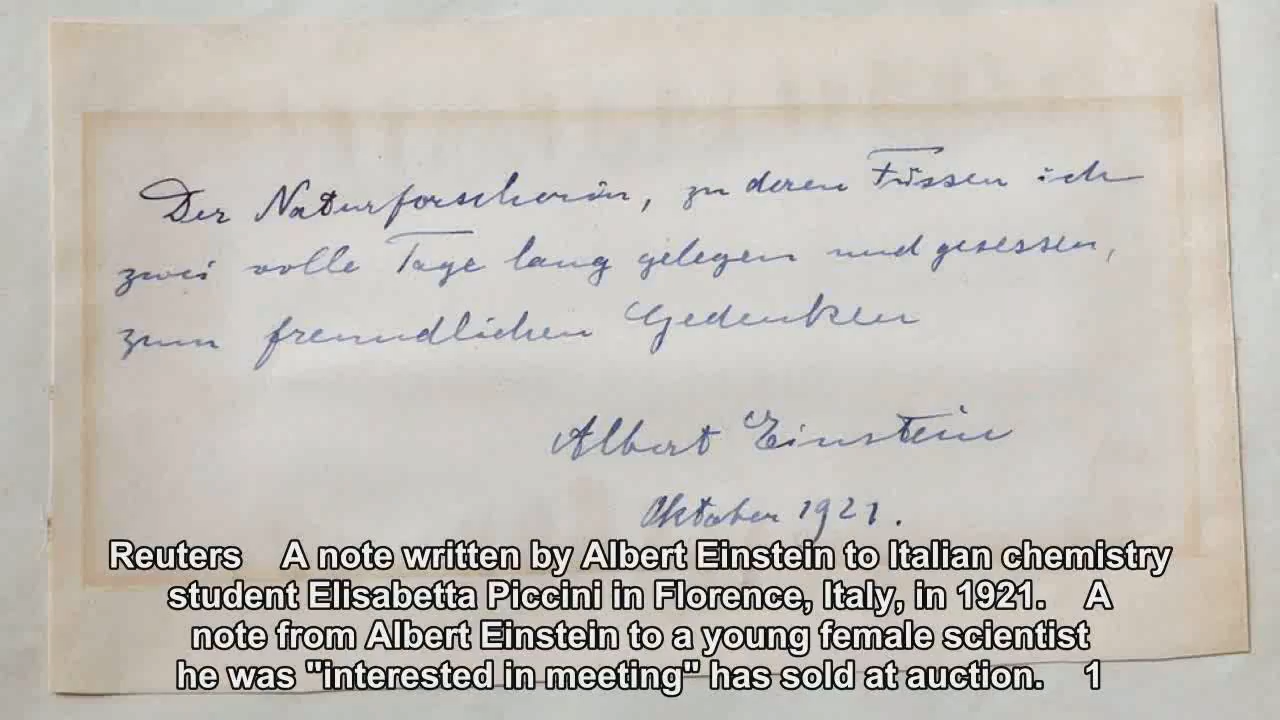 Der Naturforscherin, zu deren Füssen ich
zwei volle Tage lang gelegen und gesessen,
zum freundlichen Gedenken
Albert Einstein
Oktober 1921.
Reuters A note written by Albert Einstein to Italian chemistry
student Elisabetta Piccini in Florence, Italy, in 1921. A
note from Albert Einstein to a young female scientist
he was "interested in meeting" has sold at auction. 1